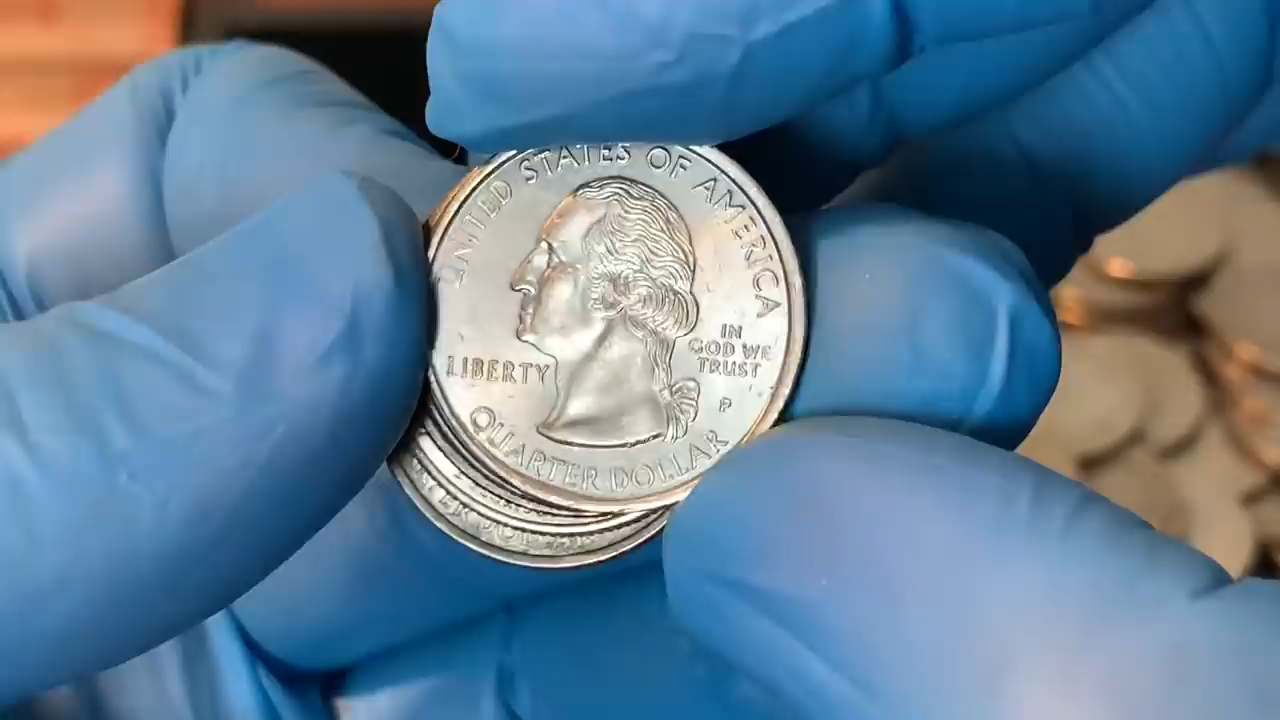 UNITED STATES OF AMERICA
LIBERTY
IN
GOD WE
TRUST
P
QUARTER DOLLAR